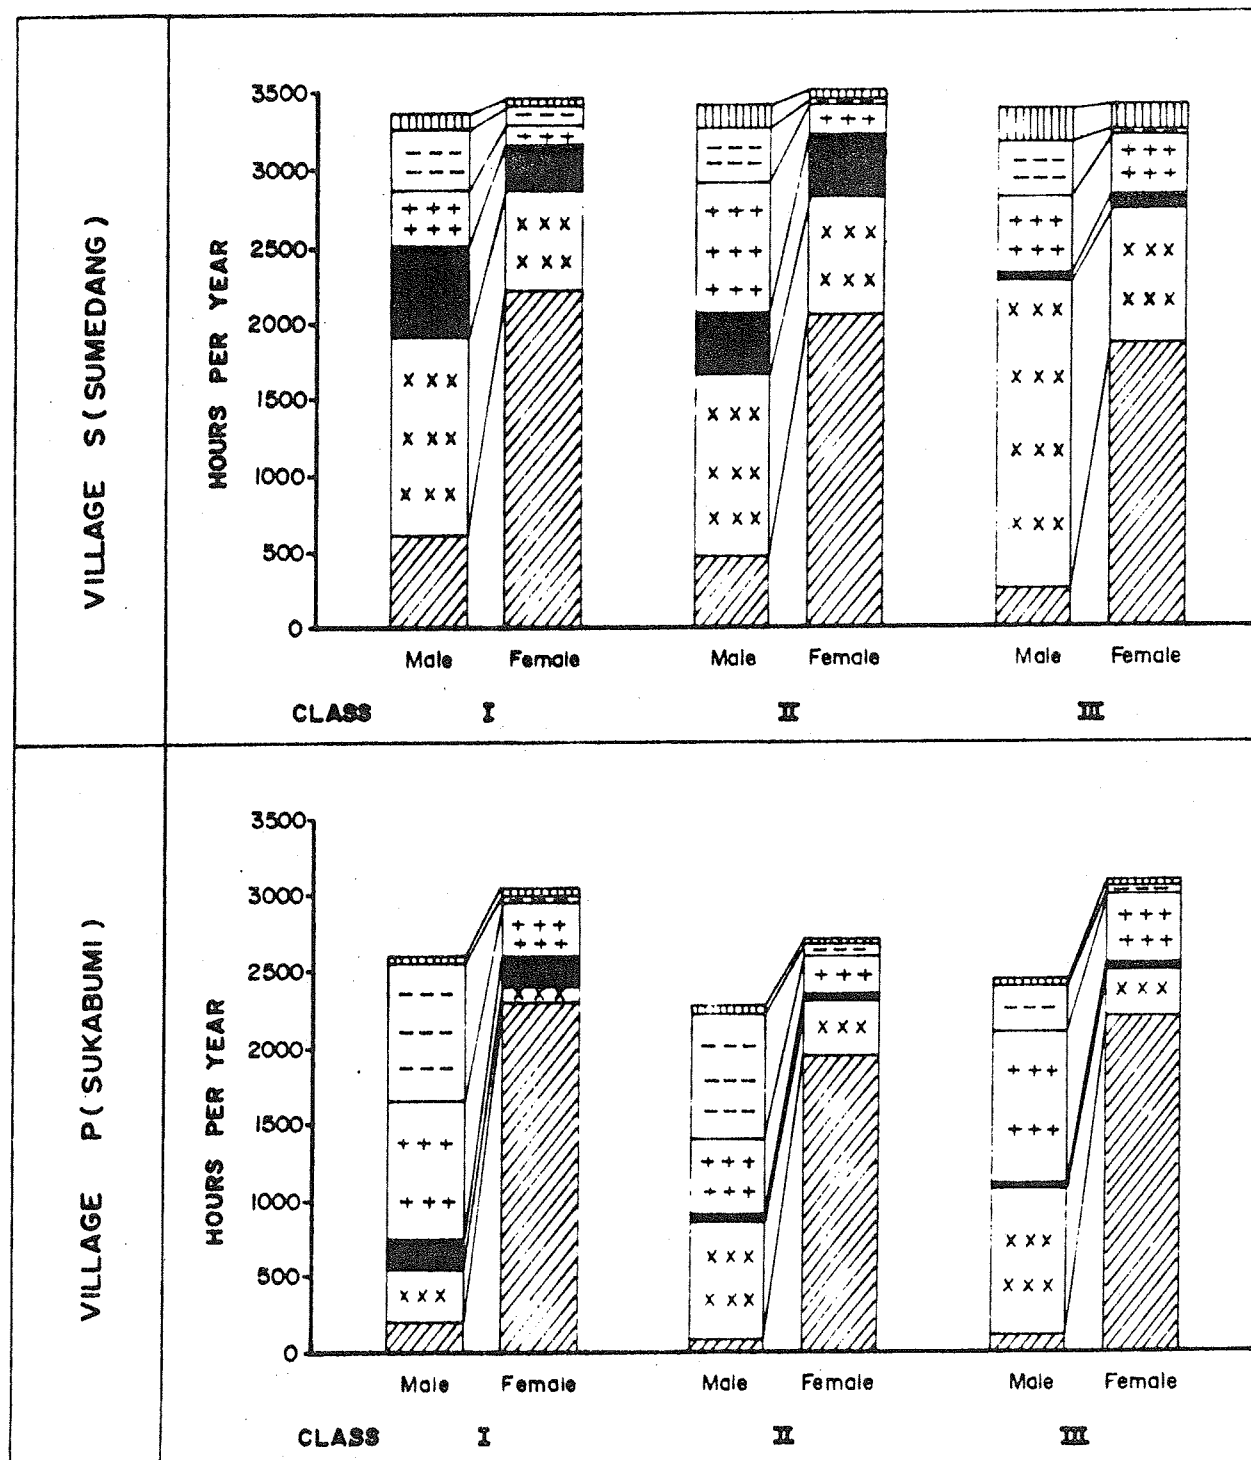 VILLAGE S (SUMEDANG)
HOURS PER YEAR
3500
3000
2500
2000
1500
1000
500
0
Male Female Male Female Male Female
CLASS I II III
VILLAGE P (SUKABUMI)
HOURS PER YEAR
3500
3000
2500
2000
1500
1000
500
0
Male Female Male Female Male Female
CLASS I II III